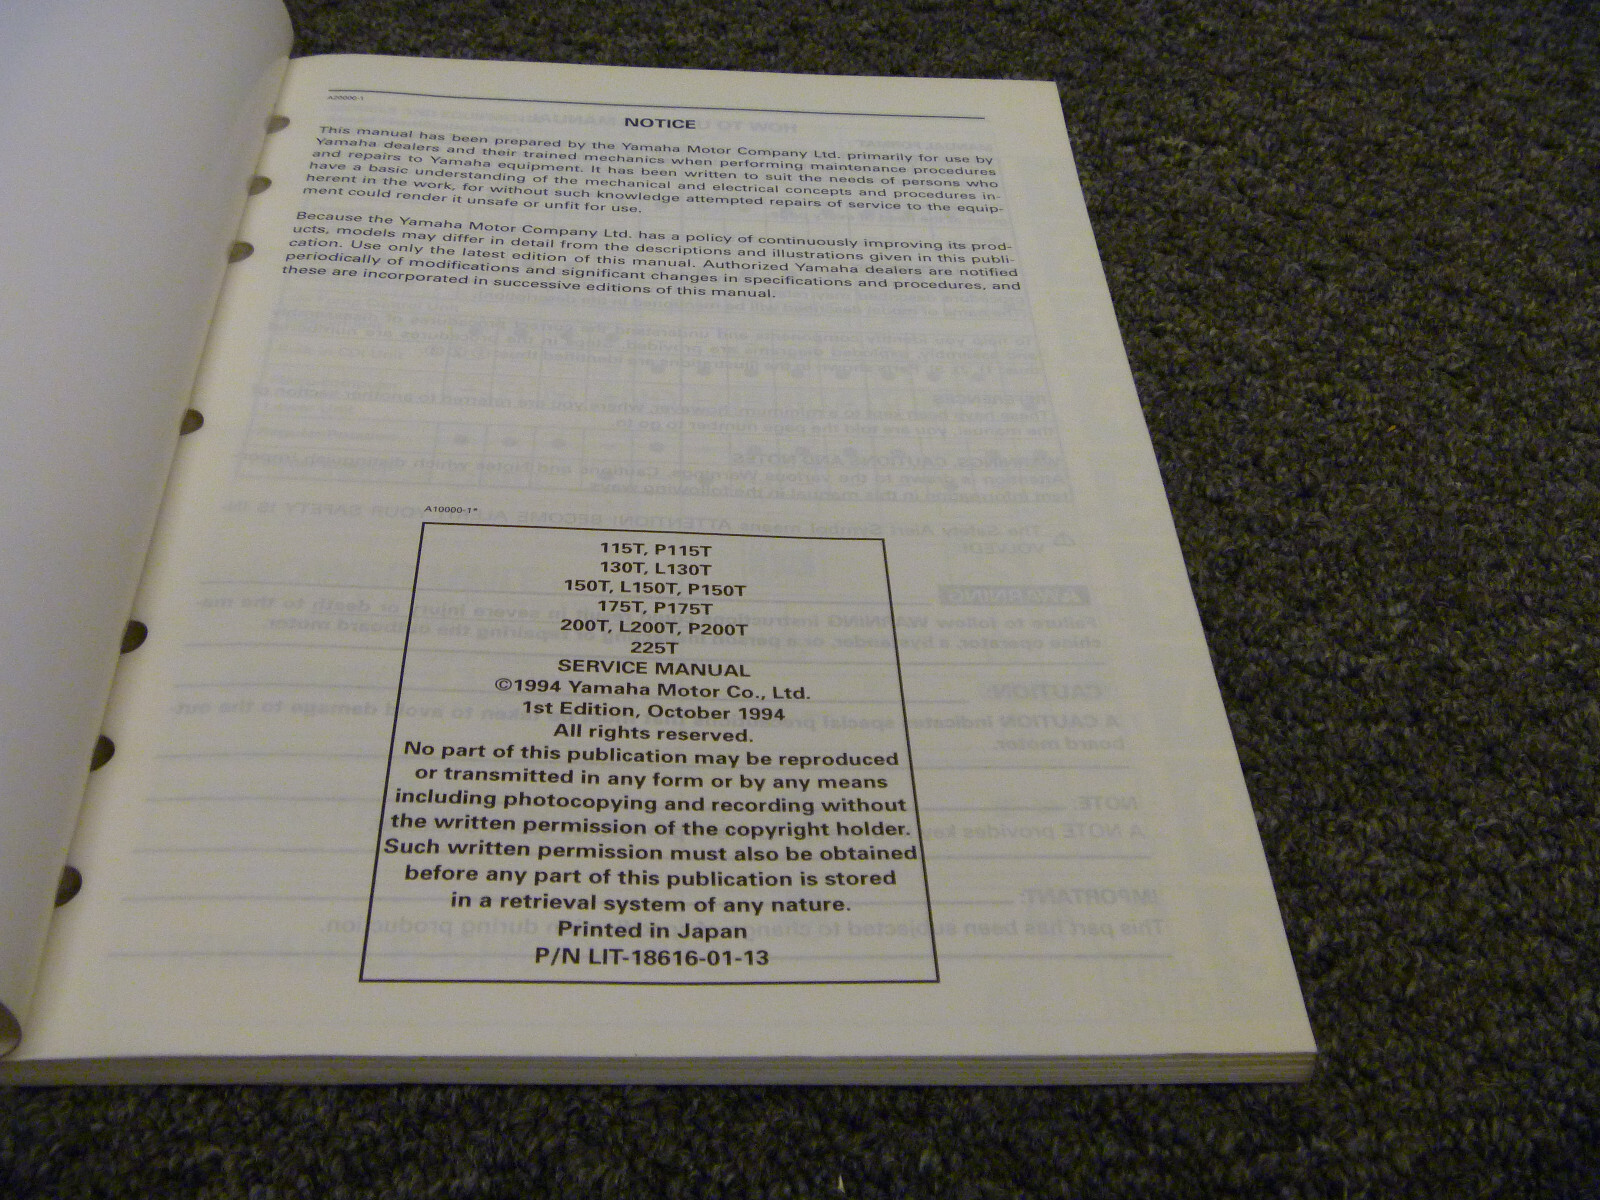 A20000-1
NOTICE
This manual has been prepared by the Yamaha Motor Company Ltd. primarily for use by
Yamaha dealers and their trained mechanics when performing maintenance procedures
and repairs to Yamaha equipment. It has been written to suit the needs of persons who
have a basic understanding of the mechanical and electrical concepts and procedures in-
herent in the work, for without such knowledge attempted repairs of service to the equip-
ment could render it unsafe or unfit for use.
Because the Yamaha Motor Company Ltd. has a policy of continuously improving its prod-
ucts, models may differ in detail from the descriptions and illustrations given in this publi-
cation. Use only the latest edition of this manual. Authorized Yamaha dealers are notified
periodically of modifications and significant changes in specifications and procedures, and
these are incorporated in successive editions of this manual.
A10000-1*
115T, P115T
130T, L130T
150T, L150T, P150T
175T, P175T
200T, L200T, P200T
225T
SERVICE MANUAL
©1994 Yamaha Motor Co., Ltd.
1st Edition, October 1994
All rights reserved.
No part of this publication may be reproduced
or transmitted in any form or by any means
including photocopying and recording without
the written permission of the copyright holder.
Such written permission must also be obtained
before any part of this publication is stored
in a retrieval system of any nature.
Printed in Japan
P/N LIT-18616-01-13